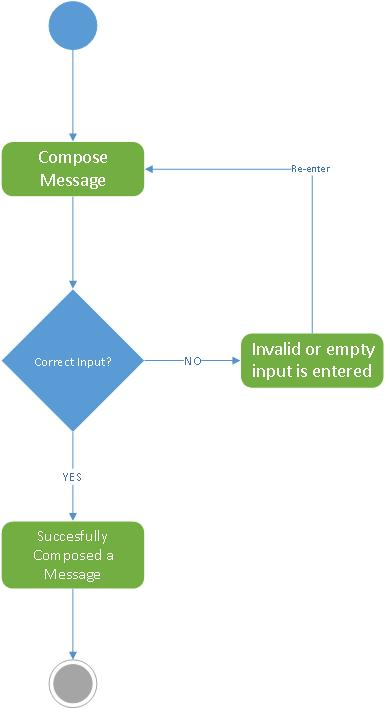 Compose
Message
Re-enter
Correct Input?
NO
Invalid or empty
input is entered
YES
Succesfully
Composed a
Message